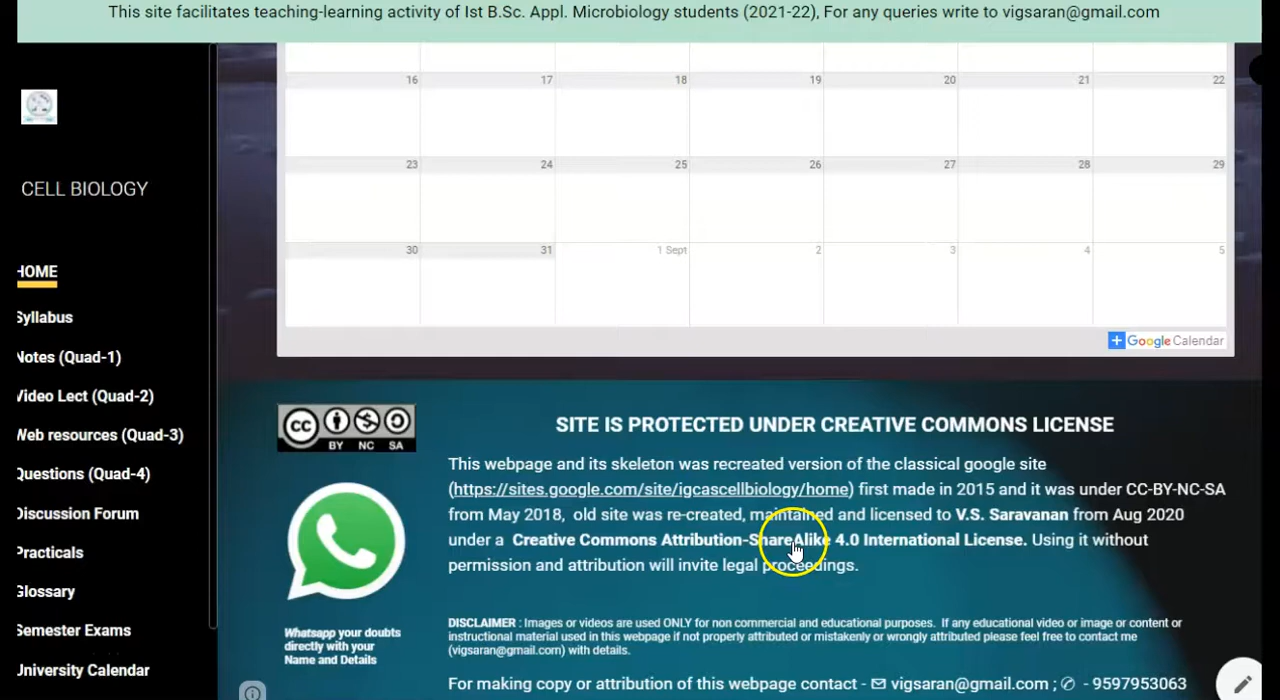 This site facilitates teaching-learning activity of Ist B.Sc. Appl. Microbiology students (2021-22), For any queries write to vigsaran@gmail.com
CELL BIOLOGY
HOME
Syllabus
Notes (Quad-1)
Video Lect (Quad-2)
Web resources (Quad-3)
Questions (Quad-4)
Discussion Forum
Practicals
Glossary
Semester Exams
University Calendar
16 17 18 19 20 21 22
23 24 25 26 27 28 29
30 31 1 Sept 2 3 4 5
+ Google Calendar
CC BY NC SA
SITE IS PROTECTED UNDER CREATIVE COMMONS LICENSE
This webpage and its skeleton was recreated version of the classical google site
(https://sites.google.com/site/igcascellbiology/home) first made in 2015 and it was under CC-BY-NC-SA
from May 2018, old site was re-created, maintained and licensed to V.S. Saravanan from Aug 2020
under a Creative Commons Attribution-ShareAlike 4.0 International License. Using it without
permission and attribution will invite legal proceedings.
Whatsapp your doubts
directly with your
Name and Details
DISCLAIMER : Images or videos are used ONLY for non commercial and educational purposes. If any educational video or image or content or
instructional material used in this webpage if not properly attributed or mistakenly or wrongly attributed please feel free to contact me
(vigsaran@gmail.com) with details.
For making copy or attribution of this webpage contact - vigsaran@gmail.com ; - 9597953063